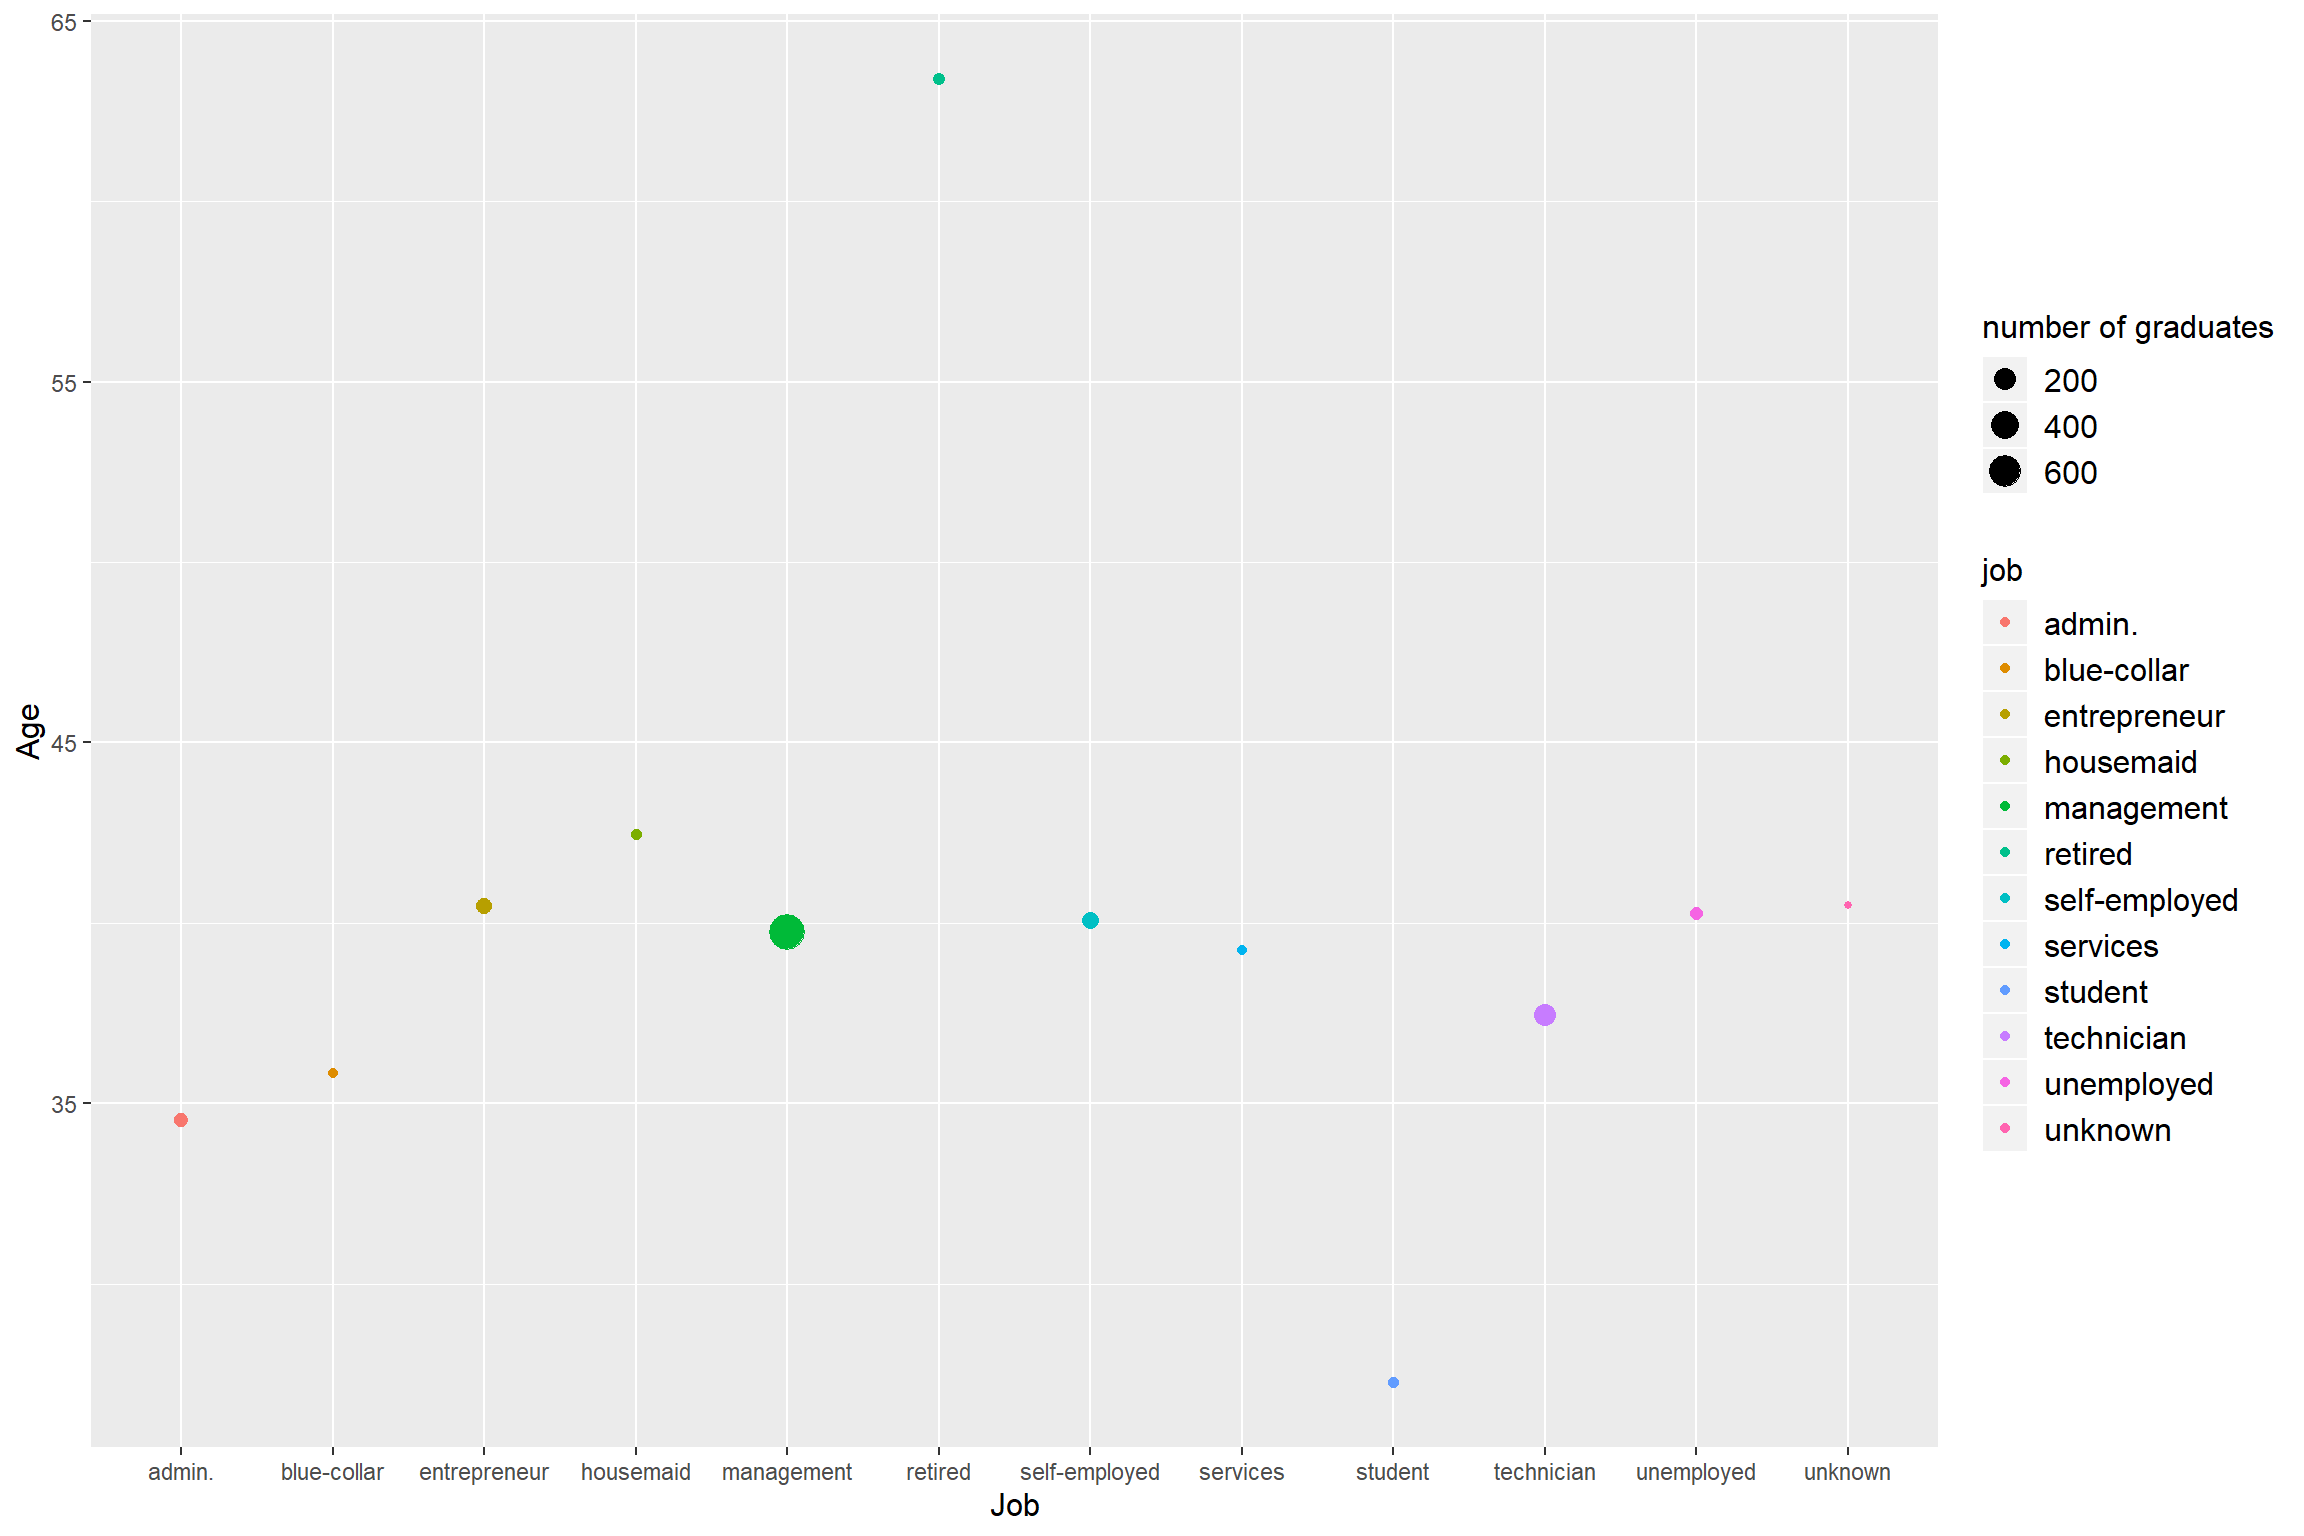 65
55
45
35
Age
admin. blue-collar entrepreneur housemaid management retired self-employed services student technician unemployed unknown
Job
number of graduates
200
400
600
job
admin.
blue-collar
entrepreneur
housemaid
management
retired
self-employed
services
student
technician
unemployed
unknown